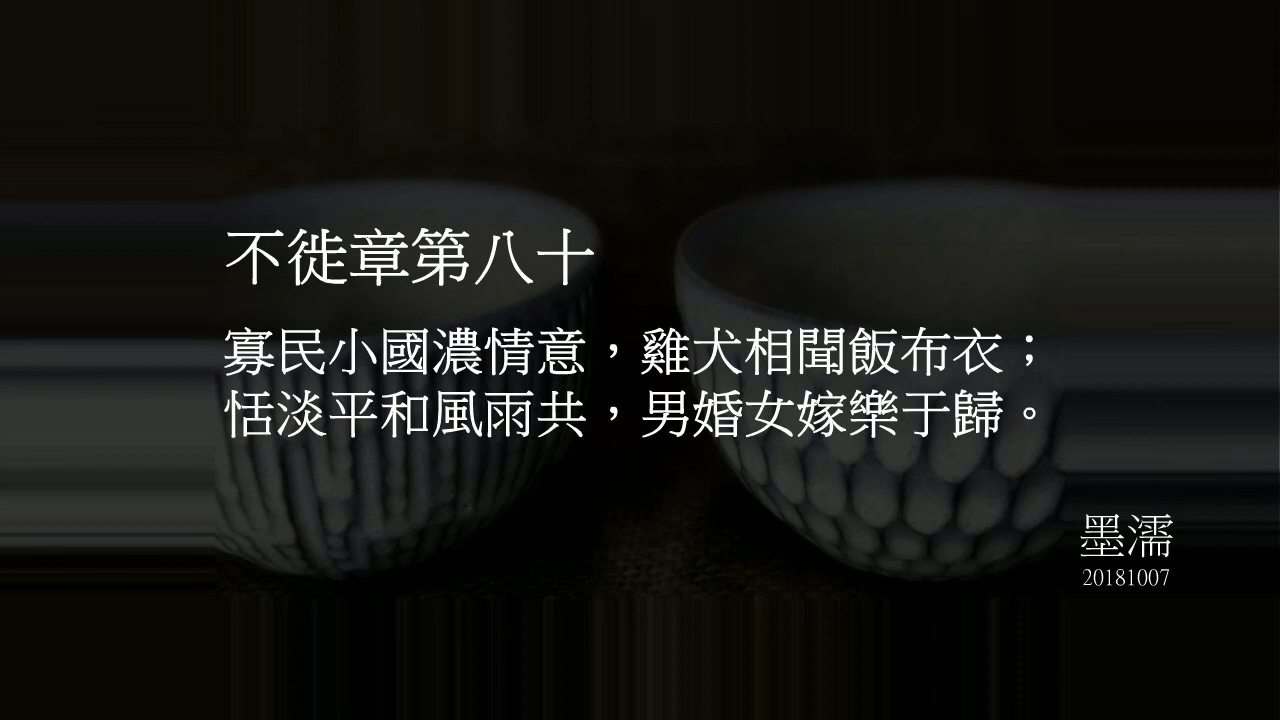 不徙章第八十
寡民小國濃情意，雞犬相聞飯布衣；
恬淡平和風雨共，男婚女嫁樂于歸。
墨濡
20181007